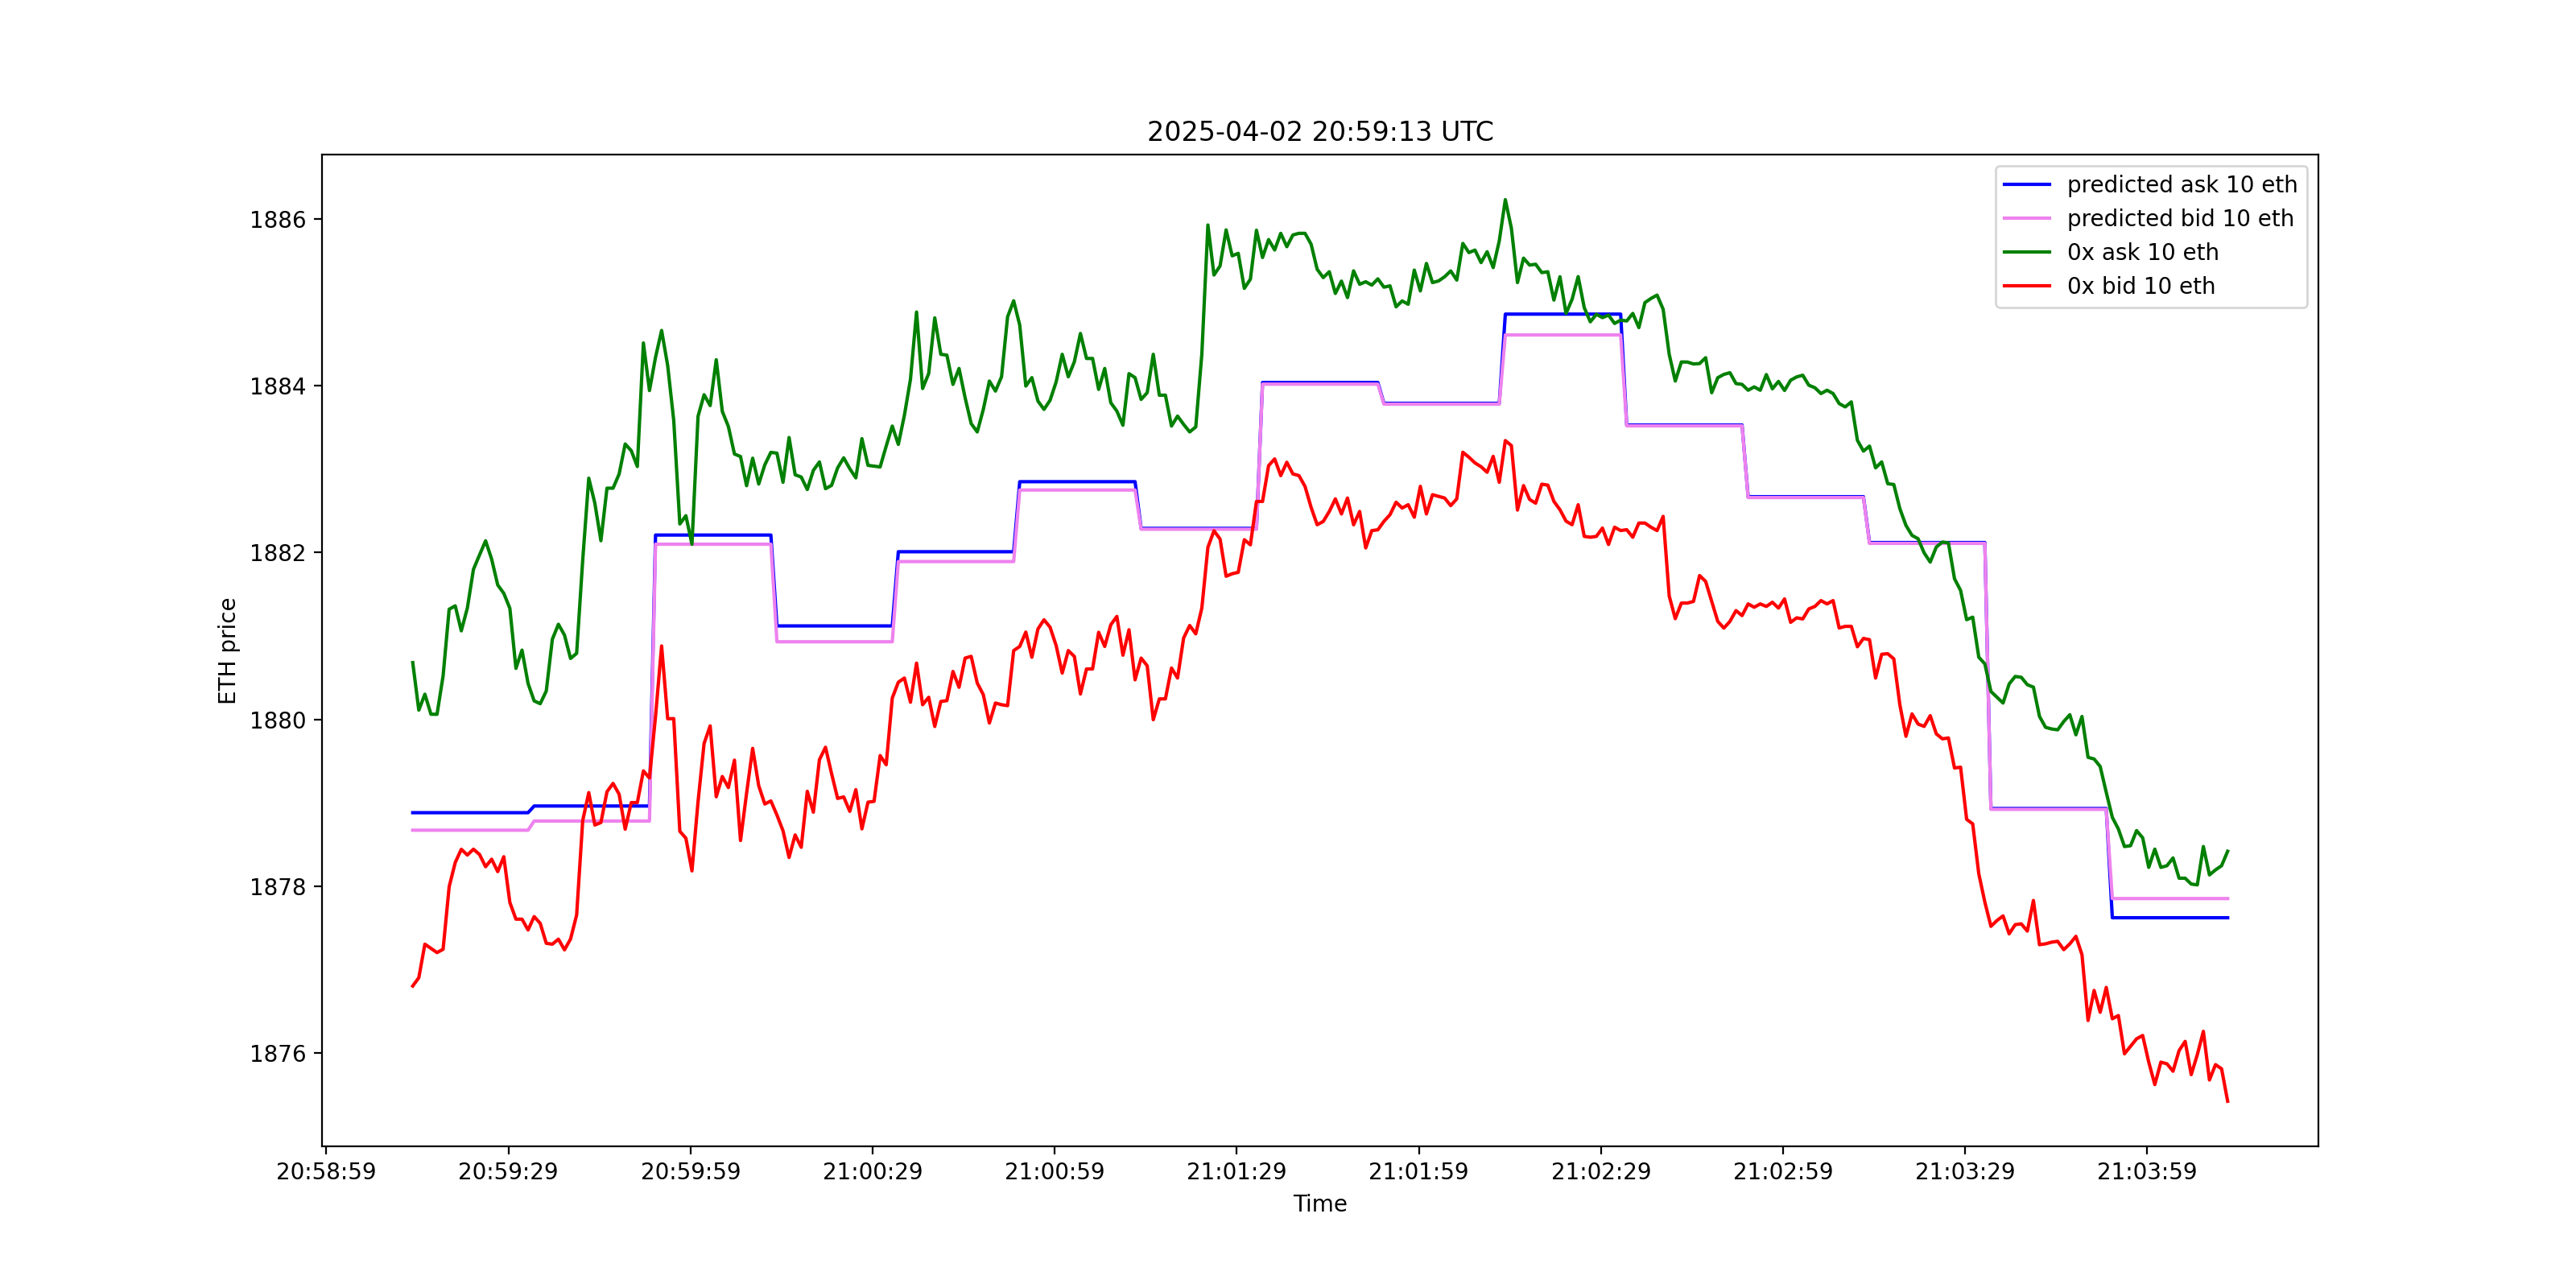 2025-04-02 20:59:13 UTC
predicted ask 10 eth
predicted bid 10 eth
0x ask 10 eth
0x bid 10 eth
ETH price
1886
1884
1882
1880
1878
1876
20:58:59 20:59:29 20:59:59 21:00:29 21:00:59 21:01:29 21:01:59 21:02:29 21:02:59 21:03:29 21:03:59
Time